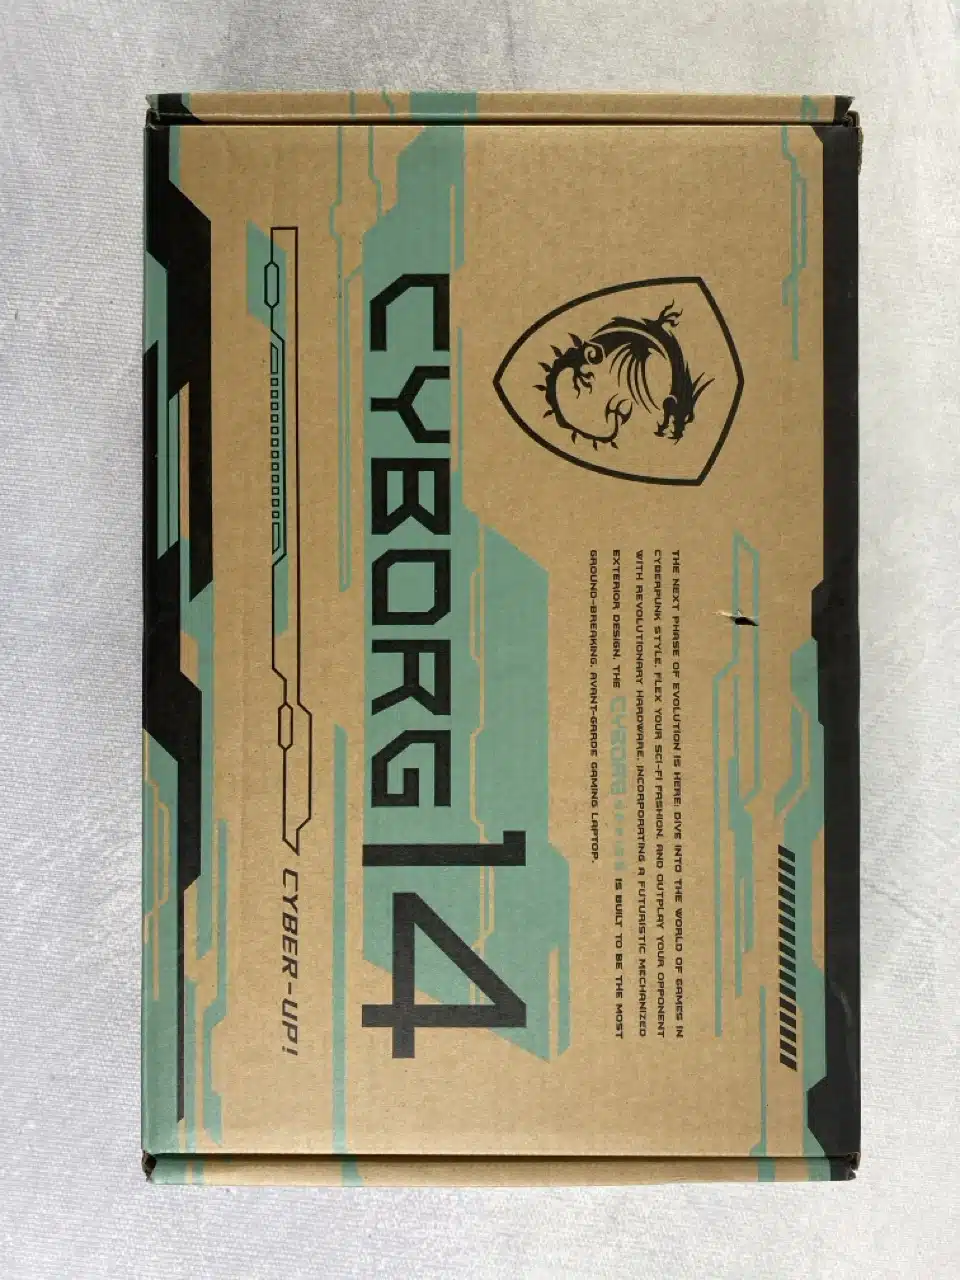 THE NEXT PHASE OF EVOLUTION IS HERE: DIVE INTO THE WORLD OF GAMES IN
CYBERPUNK STYLE, FLEX YOUR SCI-FI FASHION, AND OUTPLAY YOUR OPPONENT
WITH REVOLUTIONARY HARDWARE. INCORPORATING A FUTURISTIC MECHANIZED
EXTERIOR DESIGN, THE CYBORG SERIES IS BUILT TO BE THE MOST
GROUND-BREAKING, AVANT-GARDE GAMING LAPTOP.
CYBORG 14
CYBER-UP!